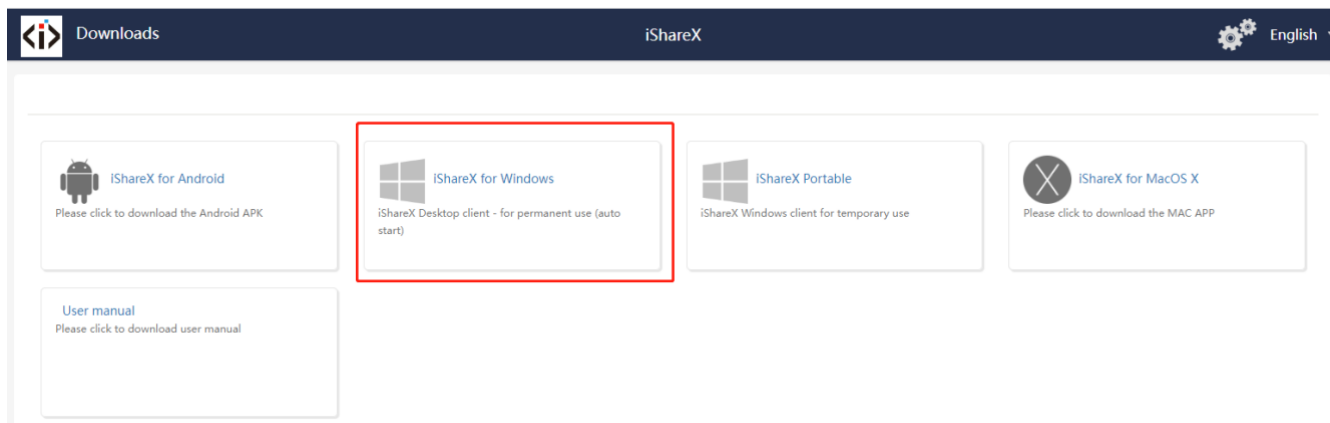 <i> Downloads
iShareX
English
iShareX for Android
Please click to download the Android APK
iShareX for Windows
iShareX Desktop client - for permanent use (auto
start)
iShareX Portable
iShareX Windows client for temporary use
X
iShareX for MacOS X
Please click to download the MAC APP
User manual
Please click to download user manual